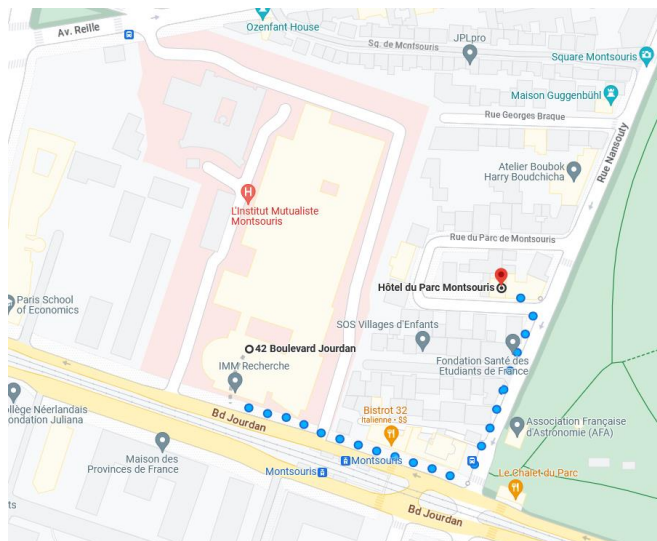 Ozenfant House
Av. Reille
JPLpro
Sq. de Montsouris
Square Montsouris
Maison Guggenbühl
Rue Georges Braque
Rue Nansouty
Atelier Boubok
Harry Boudchicha
H
L'Institut Mutualiste
Montsouris
Rue du Parc de Montsouris
Hôtel du Parc Montsouris
Paris School
of Economics
SOS Villages d'Enfants
42 Boulevard Jourdan
IMM Recherche
Fondation Santé des
Etudiants de France
Bd Jourdan
Bistrot 32
Italienne • $$
ollège Néerlandais
ondation Juliana
Association Française
d'Astronomie (AFA)
Maison des
Provinces de France
Montsouris
Montsouris
Le Chalet du Parc
Bd Jourdan
ts